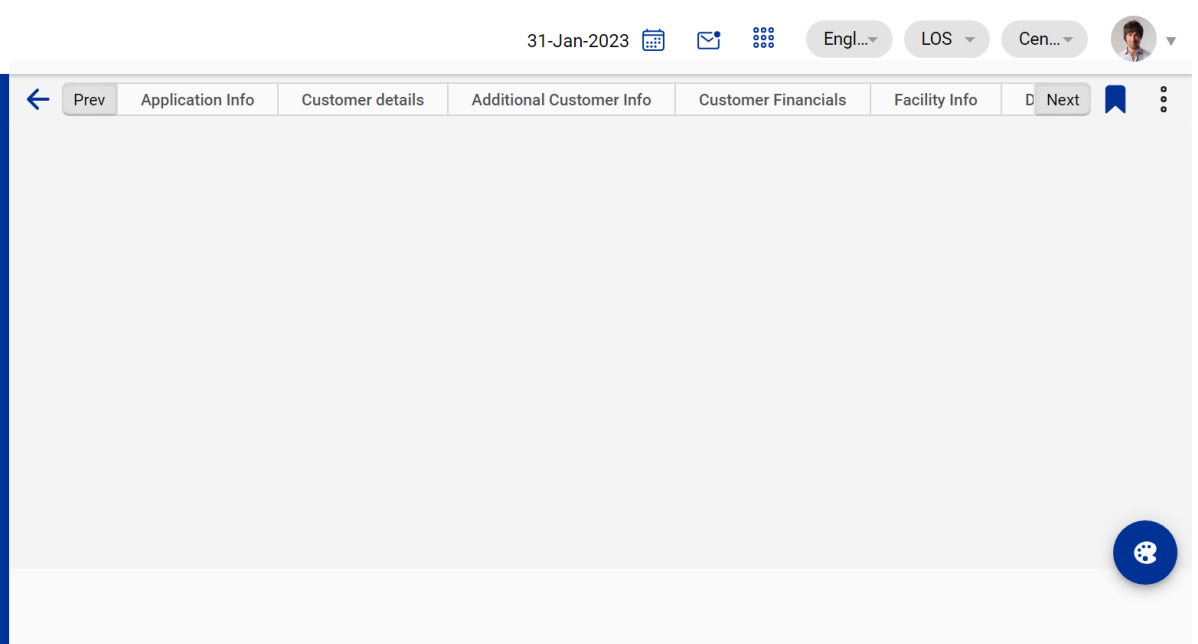 31-Jan-2023 Engl... LOS Cen...
Prev Application Info Customer details Additional Customer Info Customer Financials Facility Info D Next